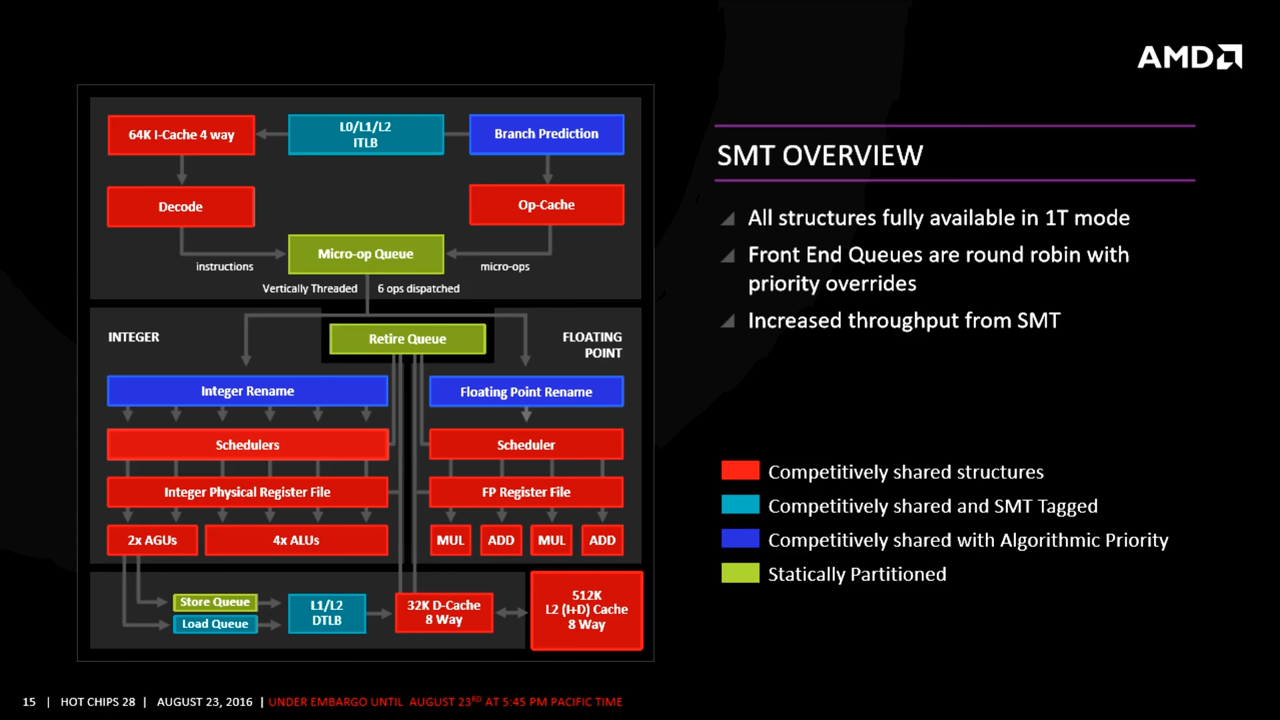 AMD
64K I-Cache 4 way
L0/L1/L2
ITLB
Branch Prediction
Decode
Op-Cache
Micro-op Queue
instructions
micro-ops
Vertically Threaded
6 ops dispatched
INTEGER
Retire Queue
FLOATING
POINT
Integer Rename
Floating Point Rename
Schedulers
Scheduler
Integer Physical Register File
FP Register File
2x AGUs
4x ALUs
MUL
ADD
MUL
ADD
Store Queue
Load Queue
L1/L2
DTLB
32K D-Cache
8 Way
512K
L2 (I+D) Cache
8 Way
SMT OVERVIEW
All structures fully available in 1T mode
Front End Queues are round robin with
priority overrides
Increased throughput from SMT
Competitively shared structures
Competitively shared and SMT Tagged
Competitively shared with Algorithmic Priority
Statically Partitioned
15 | HOT CHIPS 28 | AUGUST 23, 2016 | UNDER EMBARGO UNTIL AUGUST 23RD AT 5:45 PM PACIFIC TIME